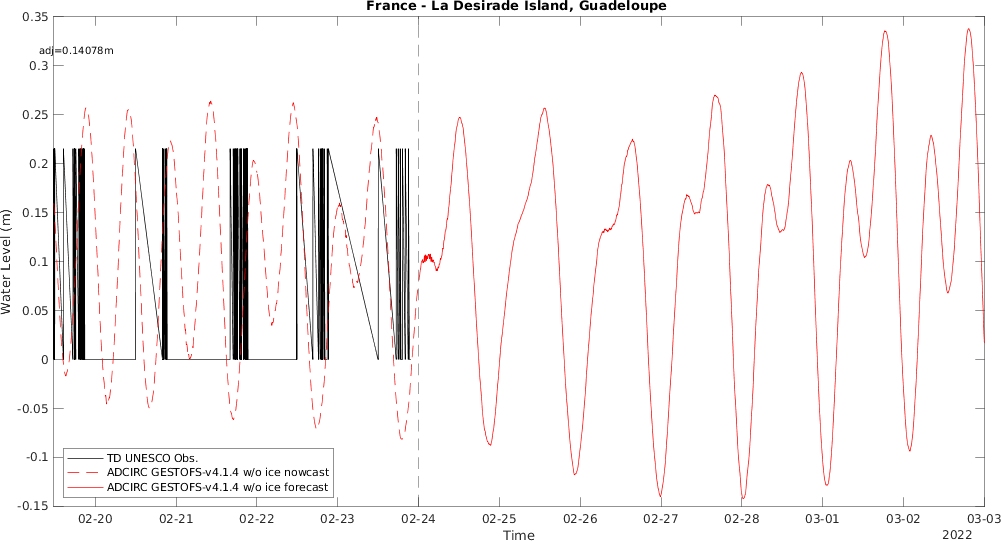 France - La Desirade Island, Guadeloupe
adj=0.14078m
0.35
0.3
0.25
0.2
0.15
0.1
0.05
0
-0.05
-0.1
-0.15
Water Level (m)
TD UNESCO Obs.
ADCIRC GESTOFS-v4.1.4 w/o ice nowcast
ADCIRC GESTOFS-v4.1.4 w/o ice forecast
02-20 02-21 02-22 02-23 02-24 02-25 02-26 02-27 02-28 03-01 03-02 03-03
Time
2022